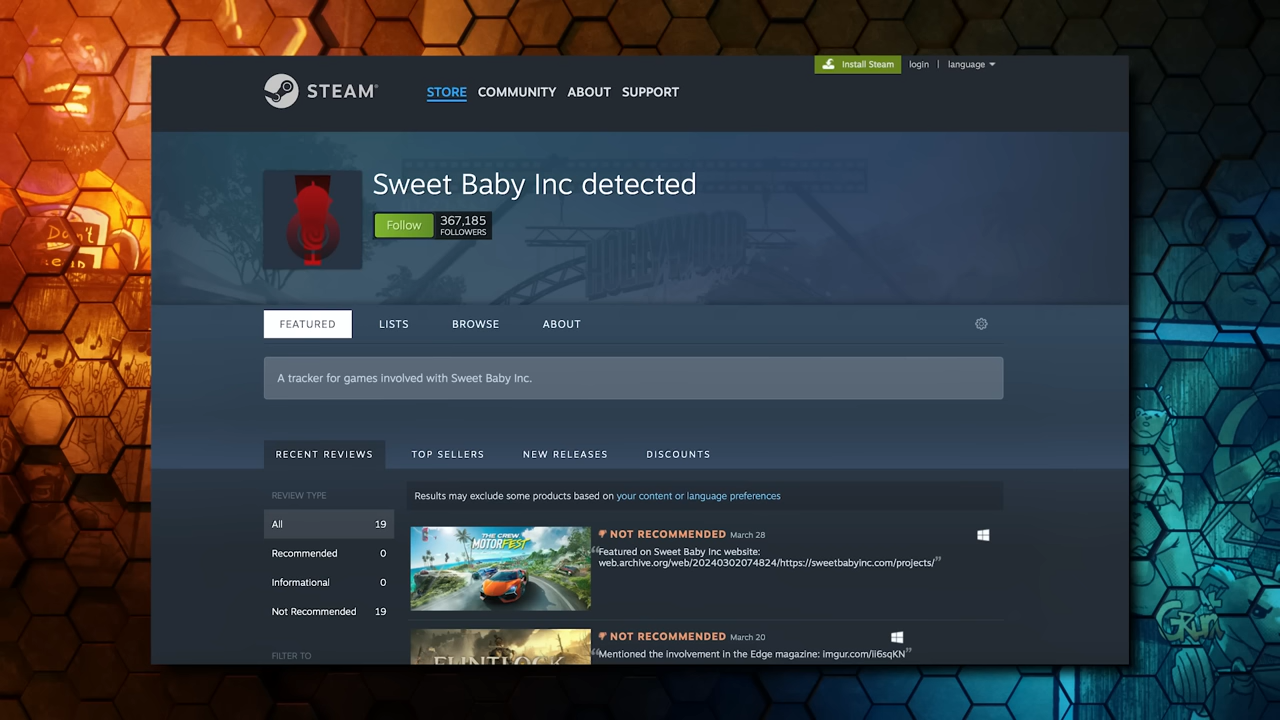 Install Steam
login | language
STEAM®
STORE COMMUNITY ABOUT SUPPORT
Sweet Baby Inc detected
Follow
367,185
FOLLOWERS
HOLLYWOOD
Don't
FEATURED LISTS BROWSE ABOUT
A tracker for games involved with Sweet Baby Inc.
RECENT REVIEWS TOP SELLERS NEW RELEASES DISCOUNTS
REVIEW TYPE
All 19
Recommended 0
Informational 0
Not Recommended 19
FILTER TO
Results may exclude some products based on your content or language preferences
THE CREW
MOTORFEST
NOT RECOMMENDED March 28
“Featured on Sweet Baby Inc website:
web.archive.org/web/20240302074824/https://sweetbabyinc.com/projects/”
FLINTLOCK
NOT RECOMMENDED March 20
“Mentioned the involvement in the Edge magazine: imgur.com/ii6sqKN”